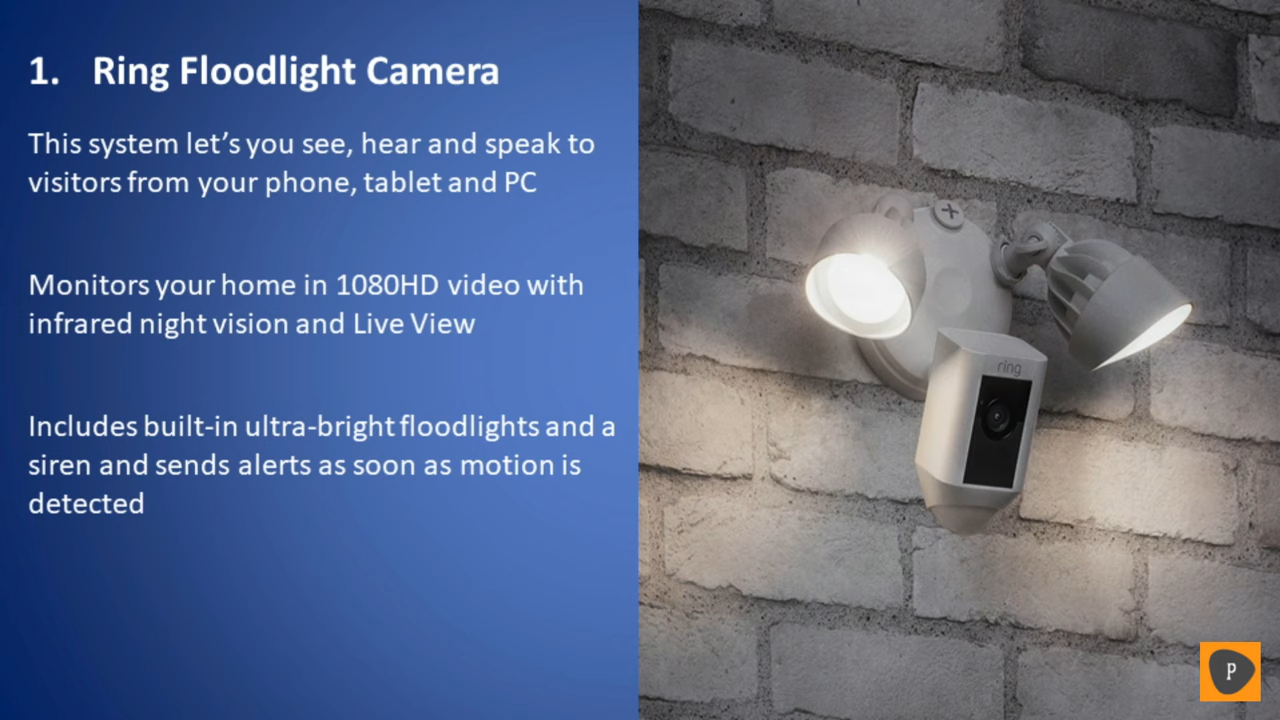 1. Ring Floodlight Camera
This system let's you see, hear and speak to
visitors from your phone, tablet and PC
Monitors your home in 1080HD video with
infrared night vision and Live View
Includes built-in ultra-bright floodlights and a
siren and sends alerts as soon as motion is
detected
ring
P